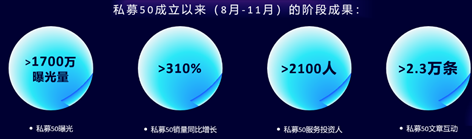 私募50成立以来（8月-11月）的阶段成果：
>1700万
曝光量
>310%
>2100人
>2.3万条
• 私募50曝光
• 私募50销量同比增长
• 私募50服务投资人
• 私募50文章互动